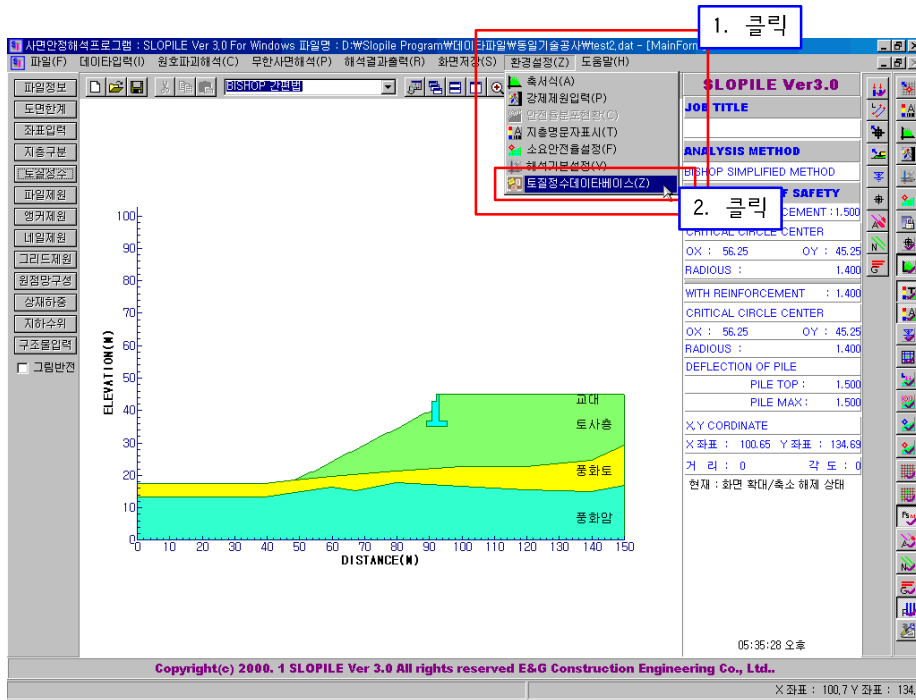 1. 클릭
사면안정해석프로그램 : SLOPILE Ver 3.0 For Windows 파일명 : D:₩Slopile Program₩데이타파일₩동일기술공사₩test2.dat - [MainForm
파일(F) 데이타입력(I) 원호파괴해석(C) 무한사면해석(P) 해석결과출력(R) 화면저장(S) 환경설정(Z) 도움말(H)
BISHOP 간편법
축서식(A)
강제제원입력(P)
안전율분포현황(C)
지층명문자표시(T)
소요안전율설정(F)
해석기본설정(Y)
토질정수데이타베이스(Z)
2. 클릭
파일정보
도면한계
좌표입력
지층구분
토질정수
파일제원
앵커제원
네일제원
그리드제원
원점망구성
상재하중
지하수위
구조물입력
그림반전
ELEVATION(M)
100
90
80
70
60
50
40
30
20
10
0
교대
토사층
풍화토
풍화암
0 10 20 30 40 50 60 70 80 90 100 110 120 130 140 150
DISTANCE(M)
SLOPILE Ver3.0
JOB TITLE
ANALYSIS METHOD
BISHOP SIMPLIFIED METHOD
F SAFETY
CEMENT : 1.500
CRITICAL CIRCLE CENTER
OX : 56.25 OY : 45.25
RADIOUS : 1.400
WITH REINFORCEMENT : 1.400
CRITICAL CIRCLE CENTER
OX : 56.25 OY : 45.25
RADIOUS : 1.400
DEFLECTION OF PILE
PILE TOP : 1.500
PILE MAX : 1.500
X,Y CORDINATE
X 좌표 : 100.65 Y 좌표 : 134.69
거 리 : 0 각 도 : 0
현재 : 화면 확대/축소 해제 상태
05:35:28 오후
Copyright(c) 2000. 1 SLOPILE Ver 3.0 All rights reserved E&G Construction Engineering Co., Ltd..
X 좌표 : 100.7 Y 좌표 : 134.